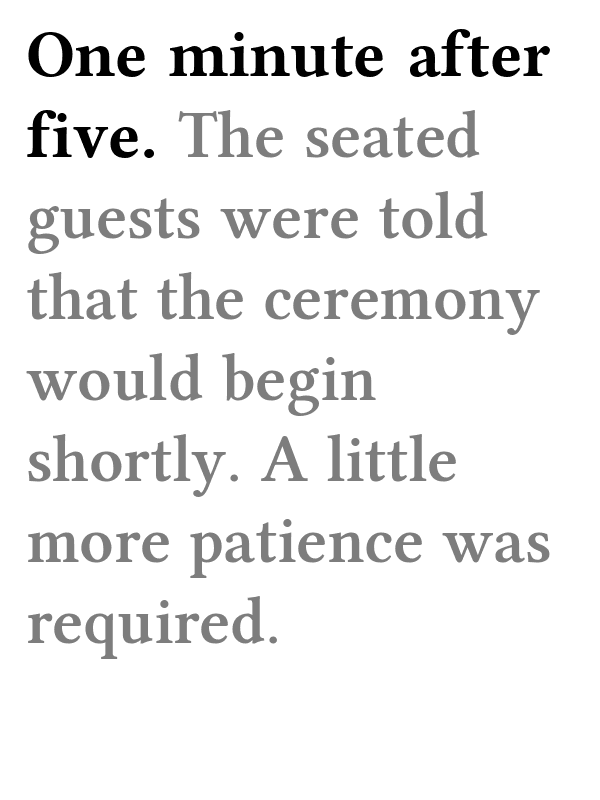 One minute after
five. The seated
guests were told
that the ceremony
would begin
shortly. A little
more patience was
required.